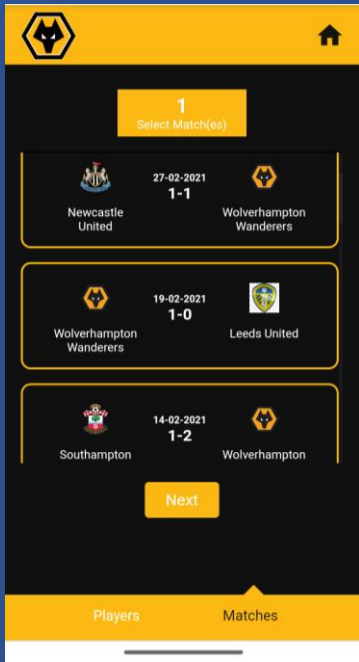 1
Select Match(es)
27-02-2021
1-1
Newcastle
United
Wolverhampton
Wanderers
19-02-2021
1-0
Wolverhampton
Wanderers
Leeds United
14-02-2021
1-2
Southampton
Wolverhampton
Next
Players
Matches